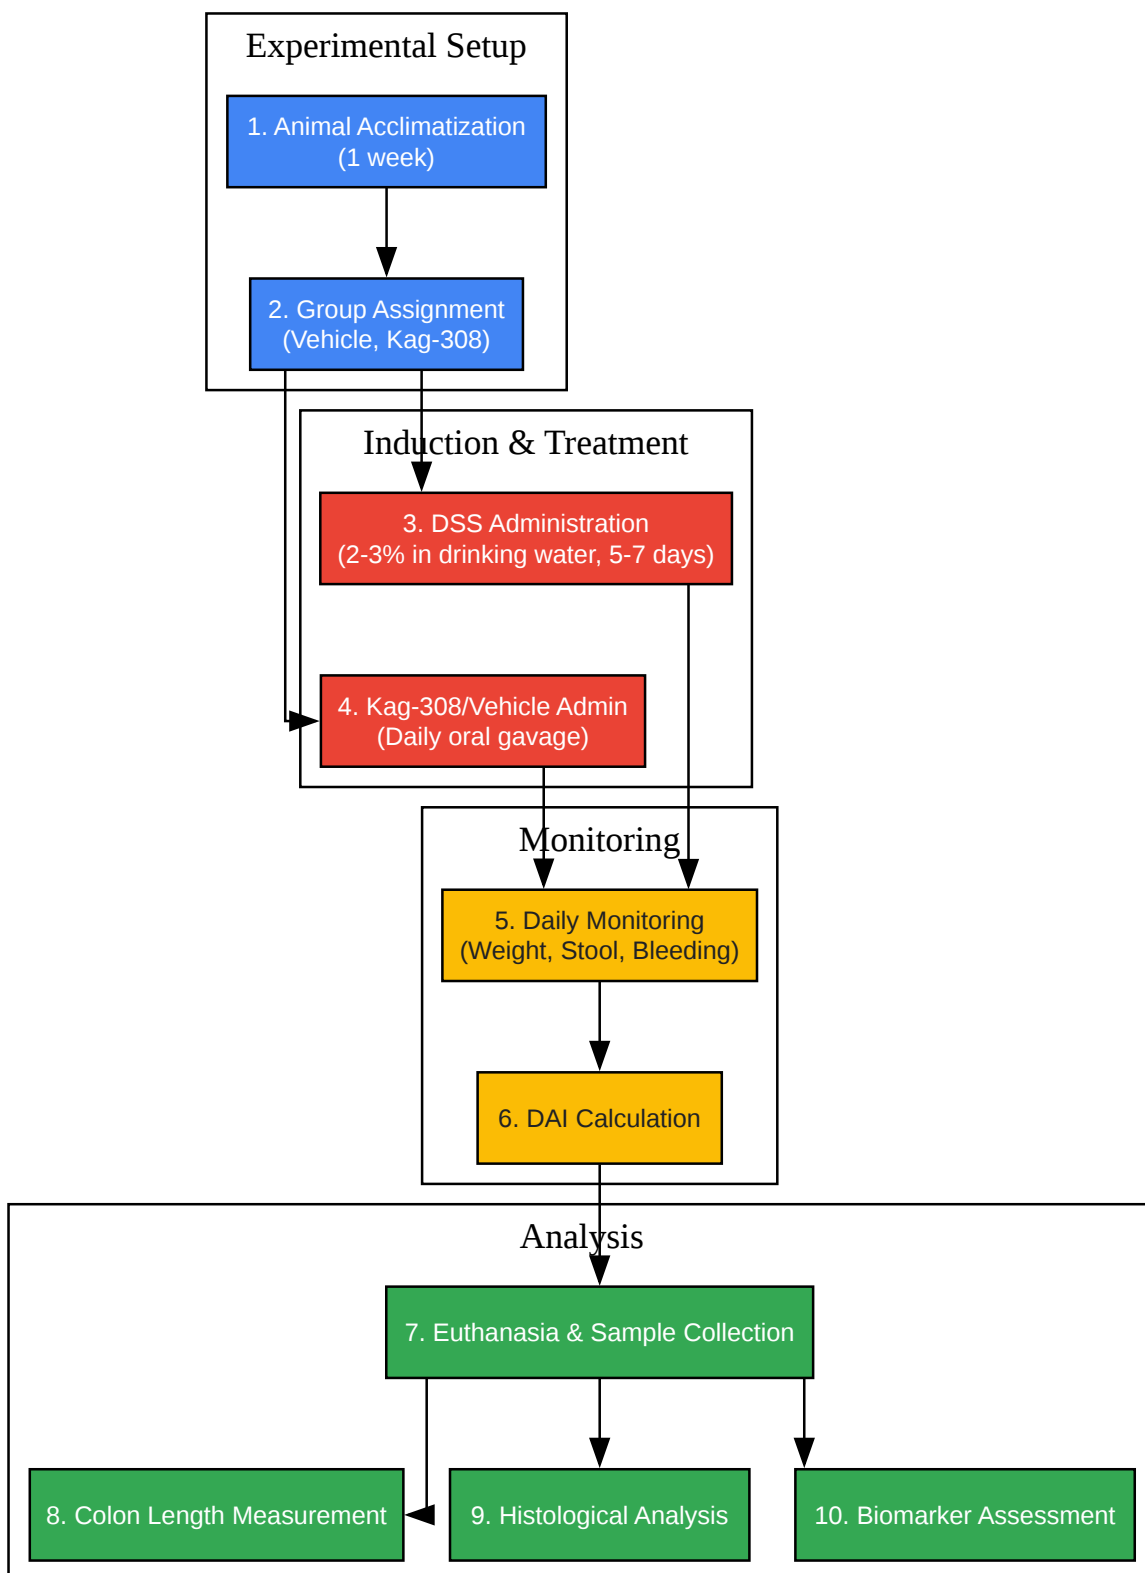 Experimental Setup
1. Animal Acclimatization
(1 week)
2. Group Assignment
(Vehicle, Kag-308)
Induction & Treatment
3. DSS Administration
(2-3% in drinking water, 5-7 days)
4. Kag-308/Vehicle Admin
(Daily oral gavage)
Monitoring
5. Daily Monitoring
(Weight, Stool, Bleeding)
6. DAI Calculation
Analysis
7. Euthanasia & Sample Collection
8. Colon Length Measurement
9. Histological Analysis
10. Biomarker Assessment